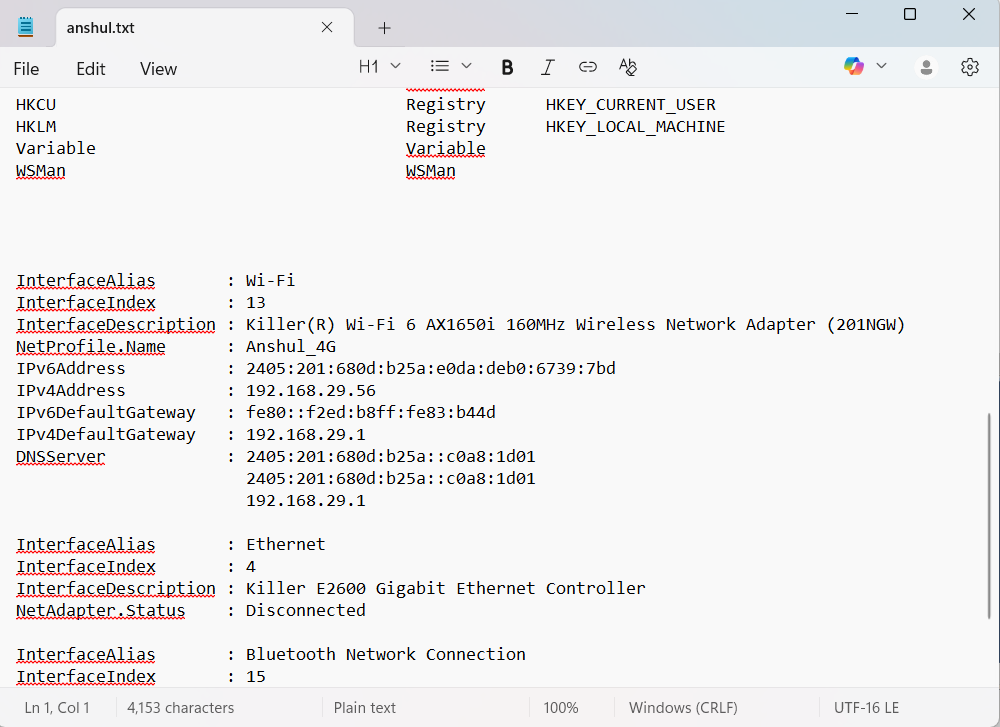 anshul.txt
File Edit View H1 B I
HKCU Registry HKEY_CURRENT_USER
HKLM Registry HKEY_LOCAL_MACHINE
Variable Variable
WSMan WSMan
InterfaceAlias : Wi-Fi
InterfaceIndex : 13
InterfaceDescription : Killer(R) Wi-Fi 6 AX1650i 160MHz Wireless Network Adapter (201NGW)
NetProfile.Name : Anshul_4G
IPv6Address : 2405:201:680d:b25a:e0da:deb0:6739:7bd
IPv4Address : 192.168.29.56
IPv6DefaultGateway : fe80::f2ed:b8ff:fe83:b44d
IPv4DefaultGateway : 192.168.29.1
DNSServer : 2405:201:680d:b25a::c0a8:1d01
2405:201:680d:b25a::c0a8:1d01
192.168.29.1
InterfaceAlias : Ethernet
InterfaceIndex : 4
InterfaceDescription : Killer E2600 Gigabit Ethernet Controller
NetAdapter.Status : Disconnected
InterfaceAlias : Bluetooth Network Connection
InterfaceIndex : 15
Ln 1, Col 1 4,153 characters Plain text 100% Windows (CRLF) UTF-16 LE